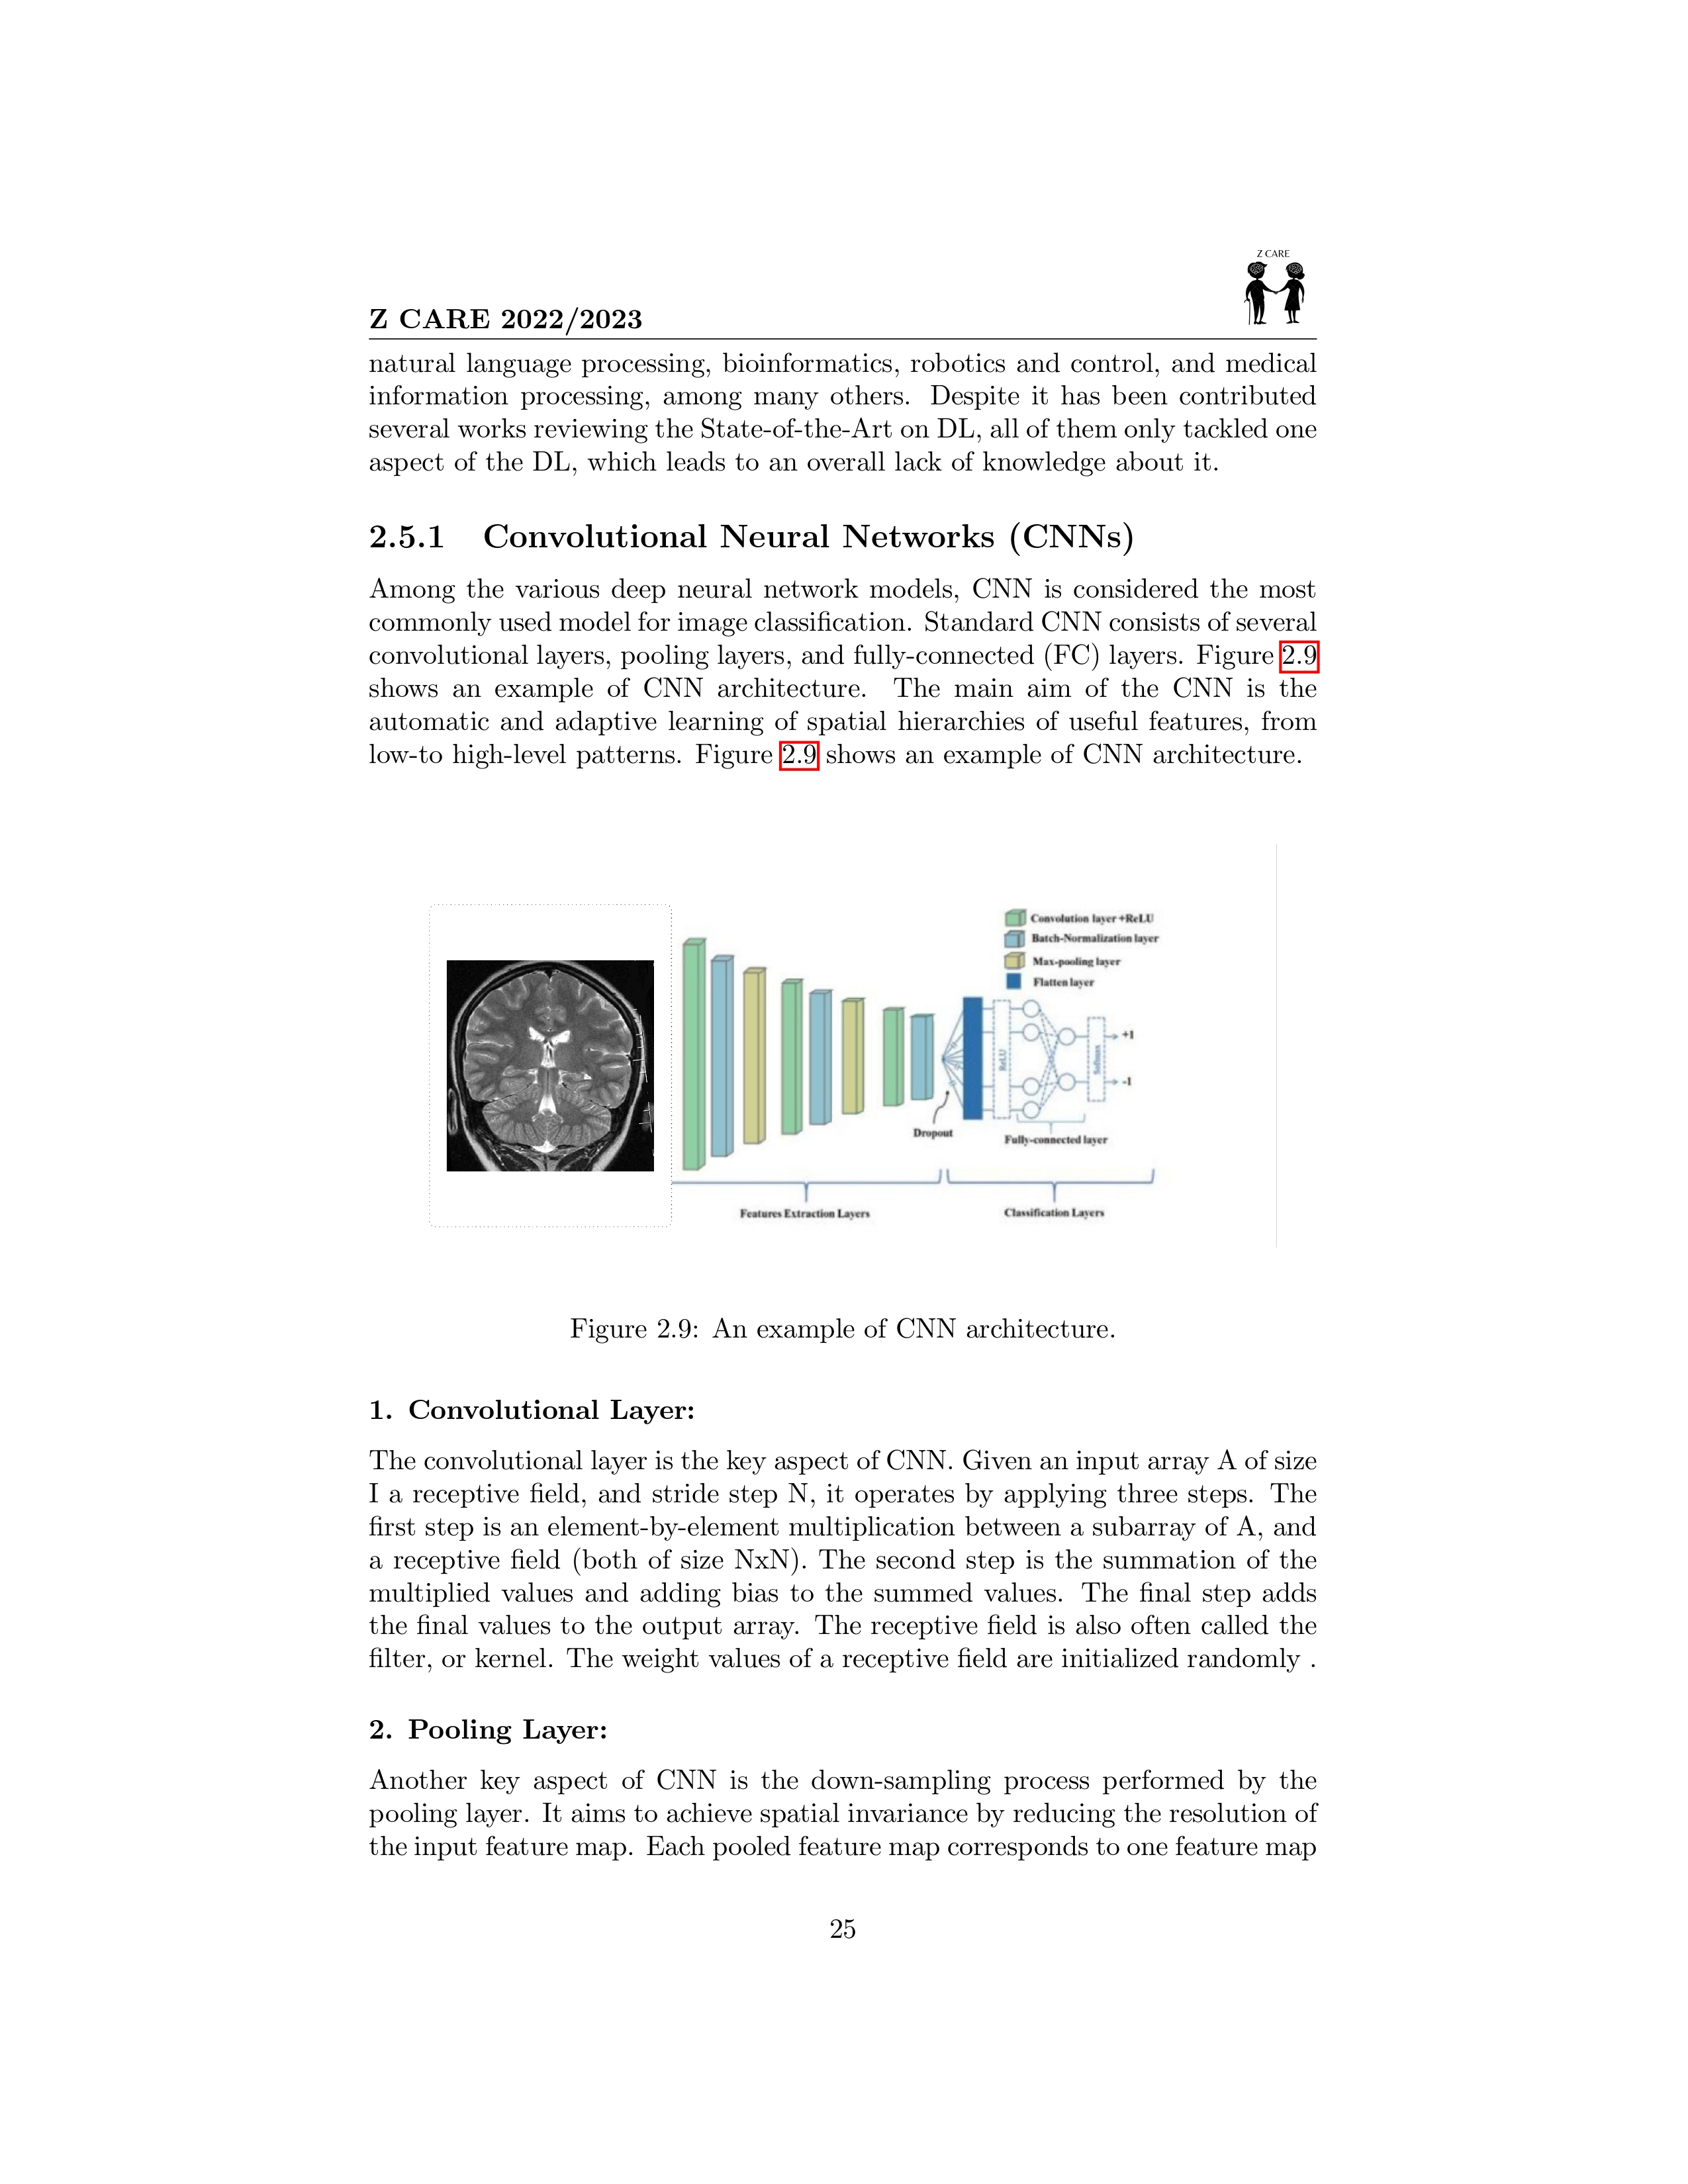 Z CARE
Z CARE 2022/2023
natural language processing, bioinformatics, robotics and control, and medical
information processing, among many others. Despite it has been contributed
several works reviewing the State-of-the-Art on DL, all of them only tackled one
aspect of the DL, which leads to an overall lack of knowledge about it.
2.5.1 Convolutional Neural Networks (CNNs)
Among the various deep neural network models, CNN is considered the most
commonly used model for image classification. Standard CNN consists of several
convolutional layers, pooling layers, and fully-connected (FC) layers. Figure 2.9
shows an example of CNN architecture. The main aim of the CNN is the
automatic and adaptive learning of spatial hierarchies of useful features, from
low-to high-level patterns. Figure 2.9 shows an example of CNN architecture.
Convolution layer +ReLU
Batch-Normalization layer
Max-pooling layer
Flatten layer
ReLU
Softmax
+1
-1
Dropout
Fully-connected layer
Features Extraction Layers
Classification Layers
Figure 2.9: An example of CNN architecture.
1. Convolutional Layer:
The convolutional layer is the key aspect of CNN. Given an input array A of size
I a receptive field, and stride step N, it operates by applying three steps. The
first step is an element-by-element multiplication between a subarray of A, and
a receptive field (both of size NxN). The second step is the summation of the
multiplied values and adding bias to the summed values. The final step adds
the final values to the output array. The receptive field is also often called the
filter, or kernel. The weight values of a receptive field are initialized randomly .
2. Pooling Layer:
Another key aspect of CNN is the down-sampling process performed by the
pooling layer. It aims to achieve spatial invariance by reducing the resolution of
the input feature map. Each pooled feature map corresponds to one feature map
25